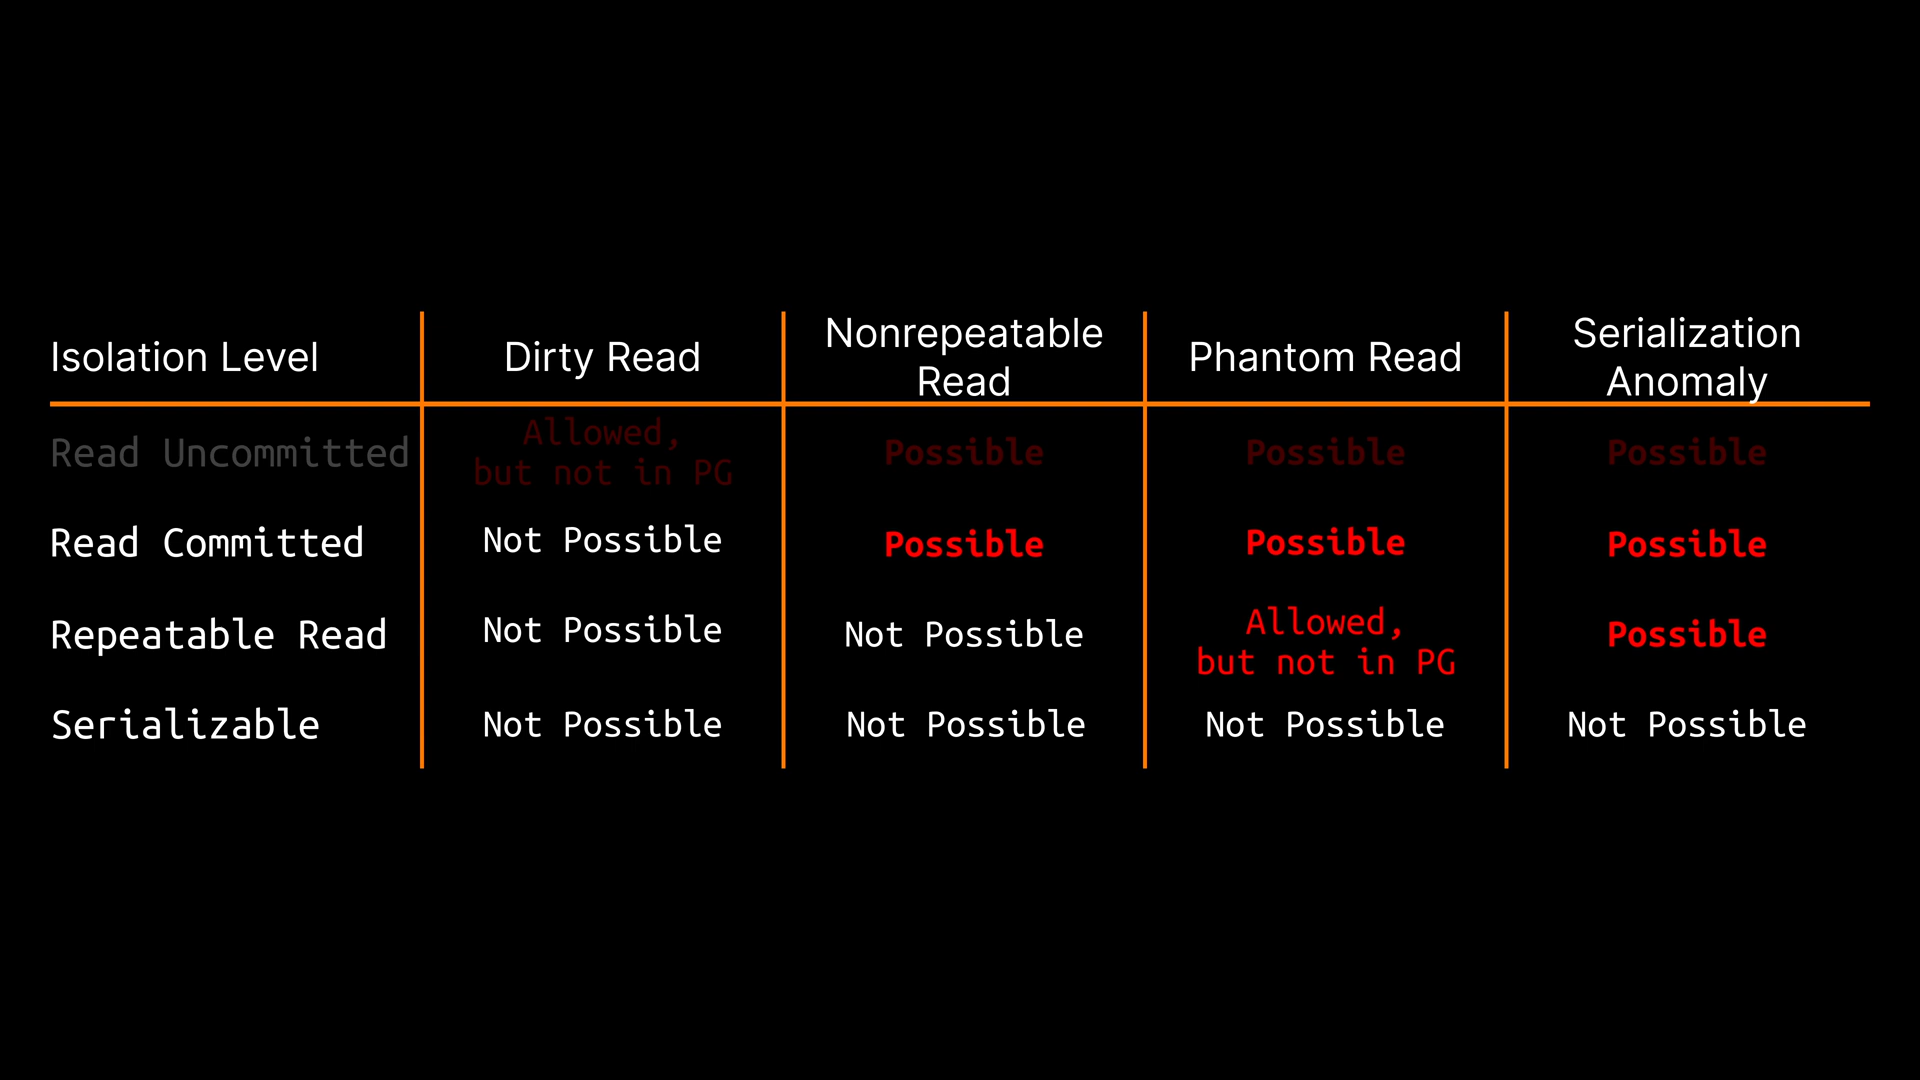 Isolation Level
Dirty Read
Nonrepeatable
Read
Phantom Read
Serialization
Anomaly
Read Uncommitted
Allowed,
but not in PG
Possible
Possible
Possible
Read Committed
Not Possible
Possible
Possible
Possible
Repeatable Read
Not Possible
Not Possible
Allowed,
but not in PG
Possible
Serializable
Not Possible
Not Possible
Not Possible
Not Possible